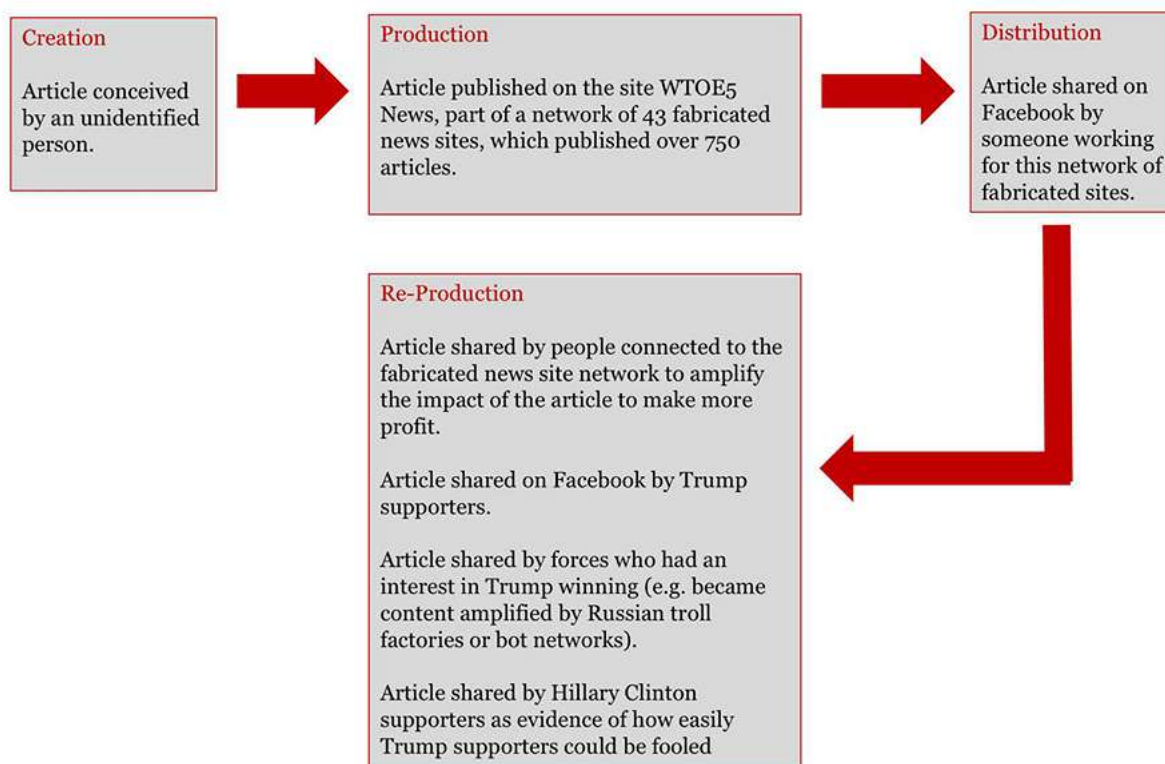 Creation
Article conceived
by an unidentified
person.
Production
Article published on the site WTOE5
News, part of a network of 43 fabricated
news sites, which published over 750
articles.
Distribution
Article shared on
Facebook by
someone working
for this network of
fabricated sites.
Re-Production
Article shared by people connected to the
fabricated news site network to amplify
the impact of the article to make more
profit.
Article shared on Facebook by Trump
supporters.
Article shared by forces who had an
interest in Trump winning (e.g. became
content amplified by Russian troll
factories or bot networks).
Article shared by Hillary Clinton
supporters as evidence of how easily
Trump supporters could be fooled